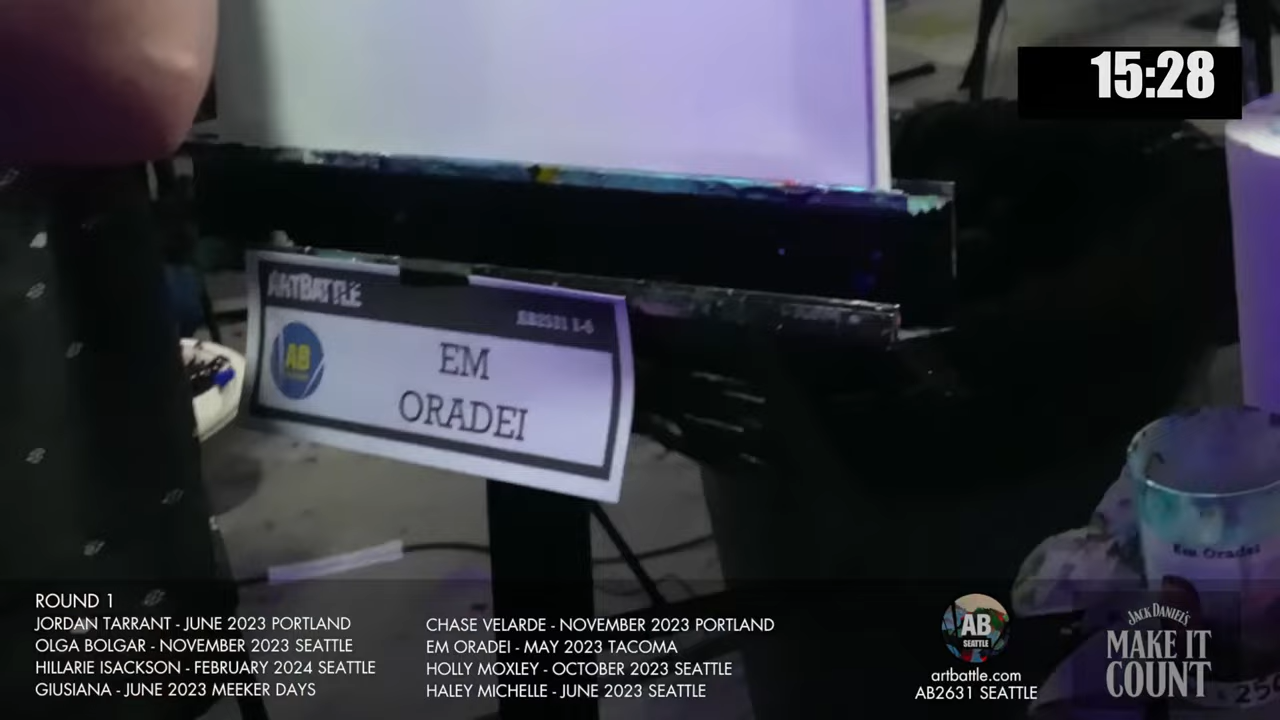 15:28
ARTBATTLE
AB2631 1-6
AB
EM
ORADEI
Em Oradei
ROUND 1
JORDAN TARRANT - JUNE 2023 PORTLAND
OLGA BOLGAR - NOVEMBER 2023 SEATTLE
HILLARIE ISACKSON - FEBRUARY 2024 SEATTLE
GIUSIANA - JUNE 2023 MEEKER DAYS
CHASE VELARDE - NOVEMBER 2023 PORTLAND
EM ORADEI - MAY 2023 TACOMA
HOLLY MOXLEY - OCTOBER 2023 SEATTLE
HALEY MICHELLE - JUNE 2023 SEATTLE
AB
SEATTLE
artbattle.com
AB2631 SEATTLE
JACK DANIEL'S
MAKE IT
COUNT